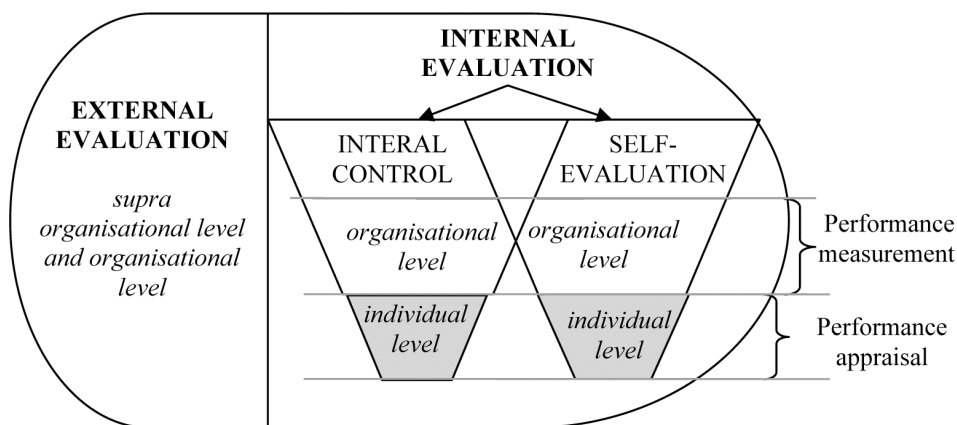 INTERNAL
EVALUATION
EXTERNAL
EVALUATION
supra
organisational level
and organisational
level
INTERAL
CONTROL
SELF-
EVALUATION
organisational
level
organisational
level
Performance
measurement
individual
level
individual
level
Performance
appraisal